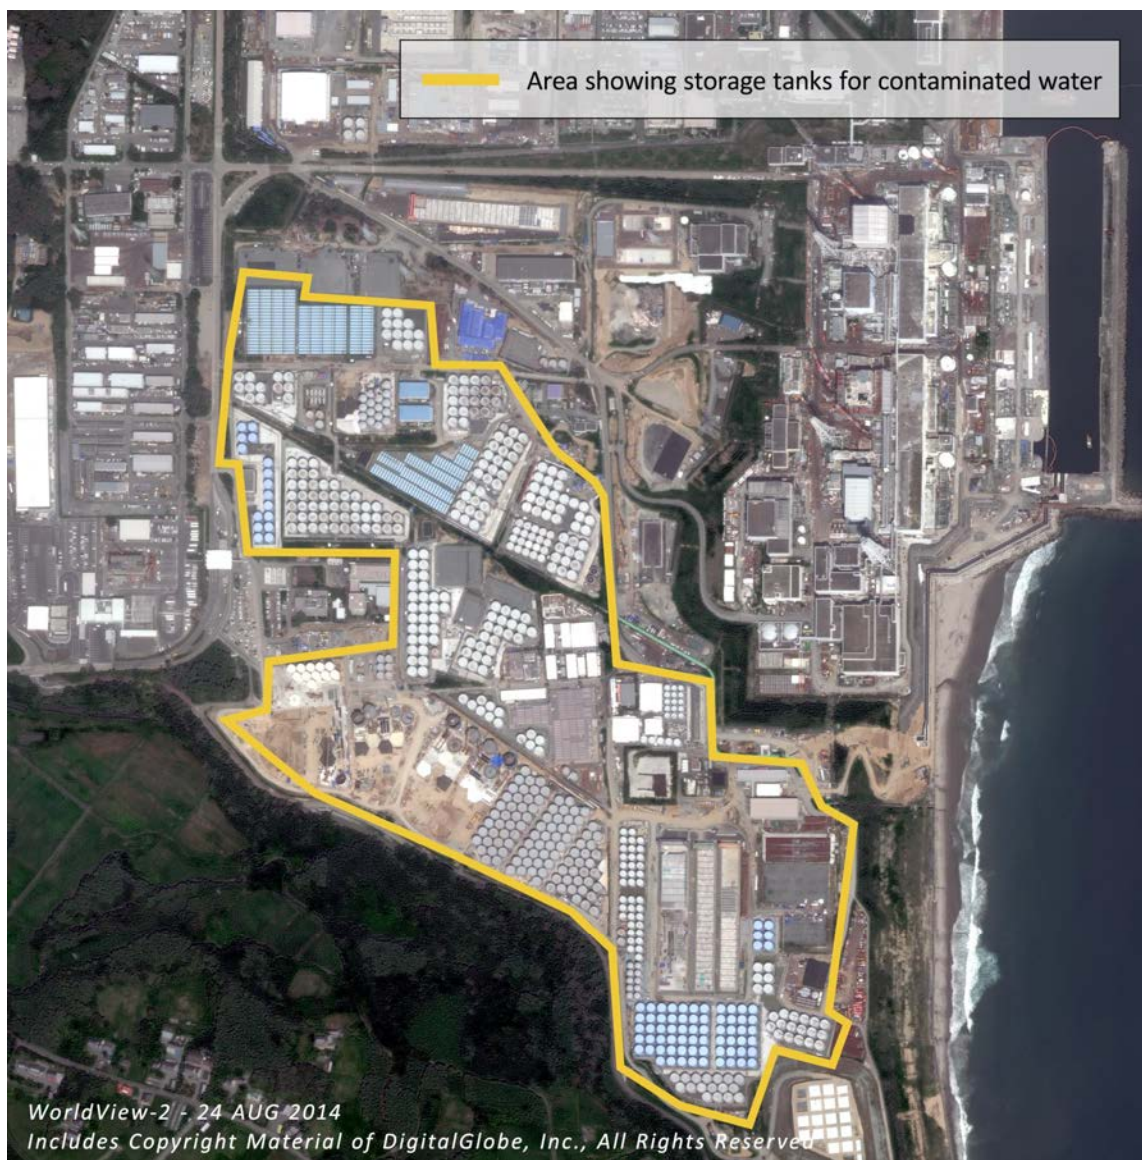 Area showing storage tanks for contaminated water
WorldView-2 - 24 AUG 2014
Includes Copyright Material of DigitalGlobe, Inc., All Rights Reserved